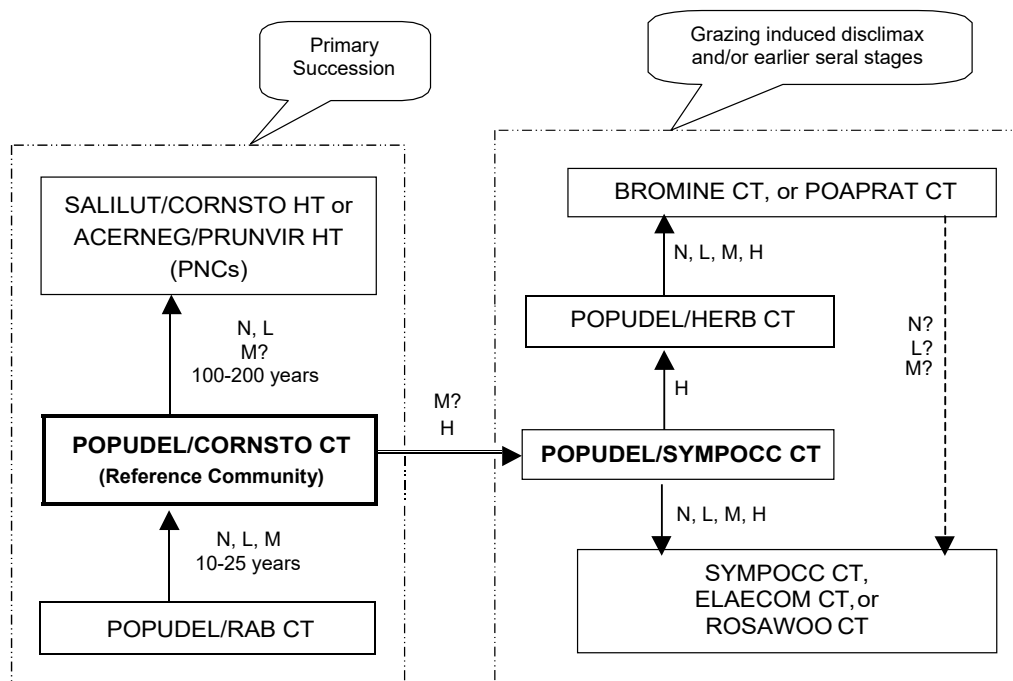 Primary
Succession
Grazing induced disclimax
and/or earlier seral stages
SALILUT/CORNSTO HT or
ACERNEG/PRUNVIR HT
(PNCs)
N, L
M?
100-200 years
POPUDEL/CORNSTO CT
(Reference Community)
N, L, M
10-25 years
POPUDEL/RAB CT
M?
H
BROMINE CT, or POAPRAT CT
N, L, M, H
POPUDEL/HERB CT
H
POPUDEL/SYMPOCC CT
N, L, M, H
N?
L?
M?
SYMPOCC CT,
ELAECOM CT, or
ROSAWOO CT